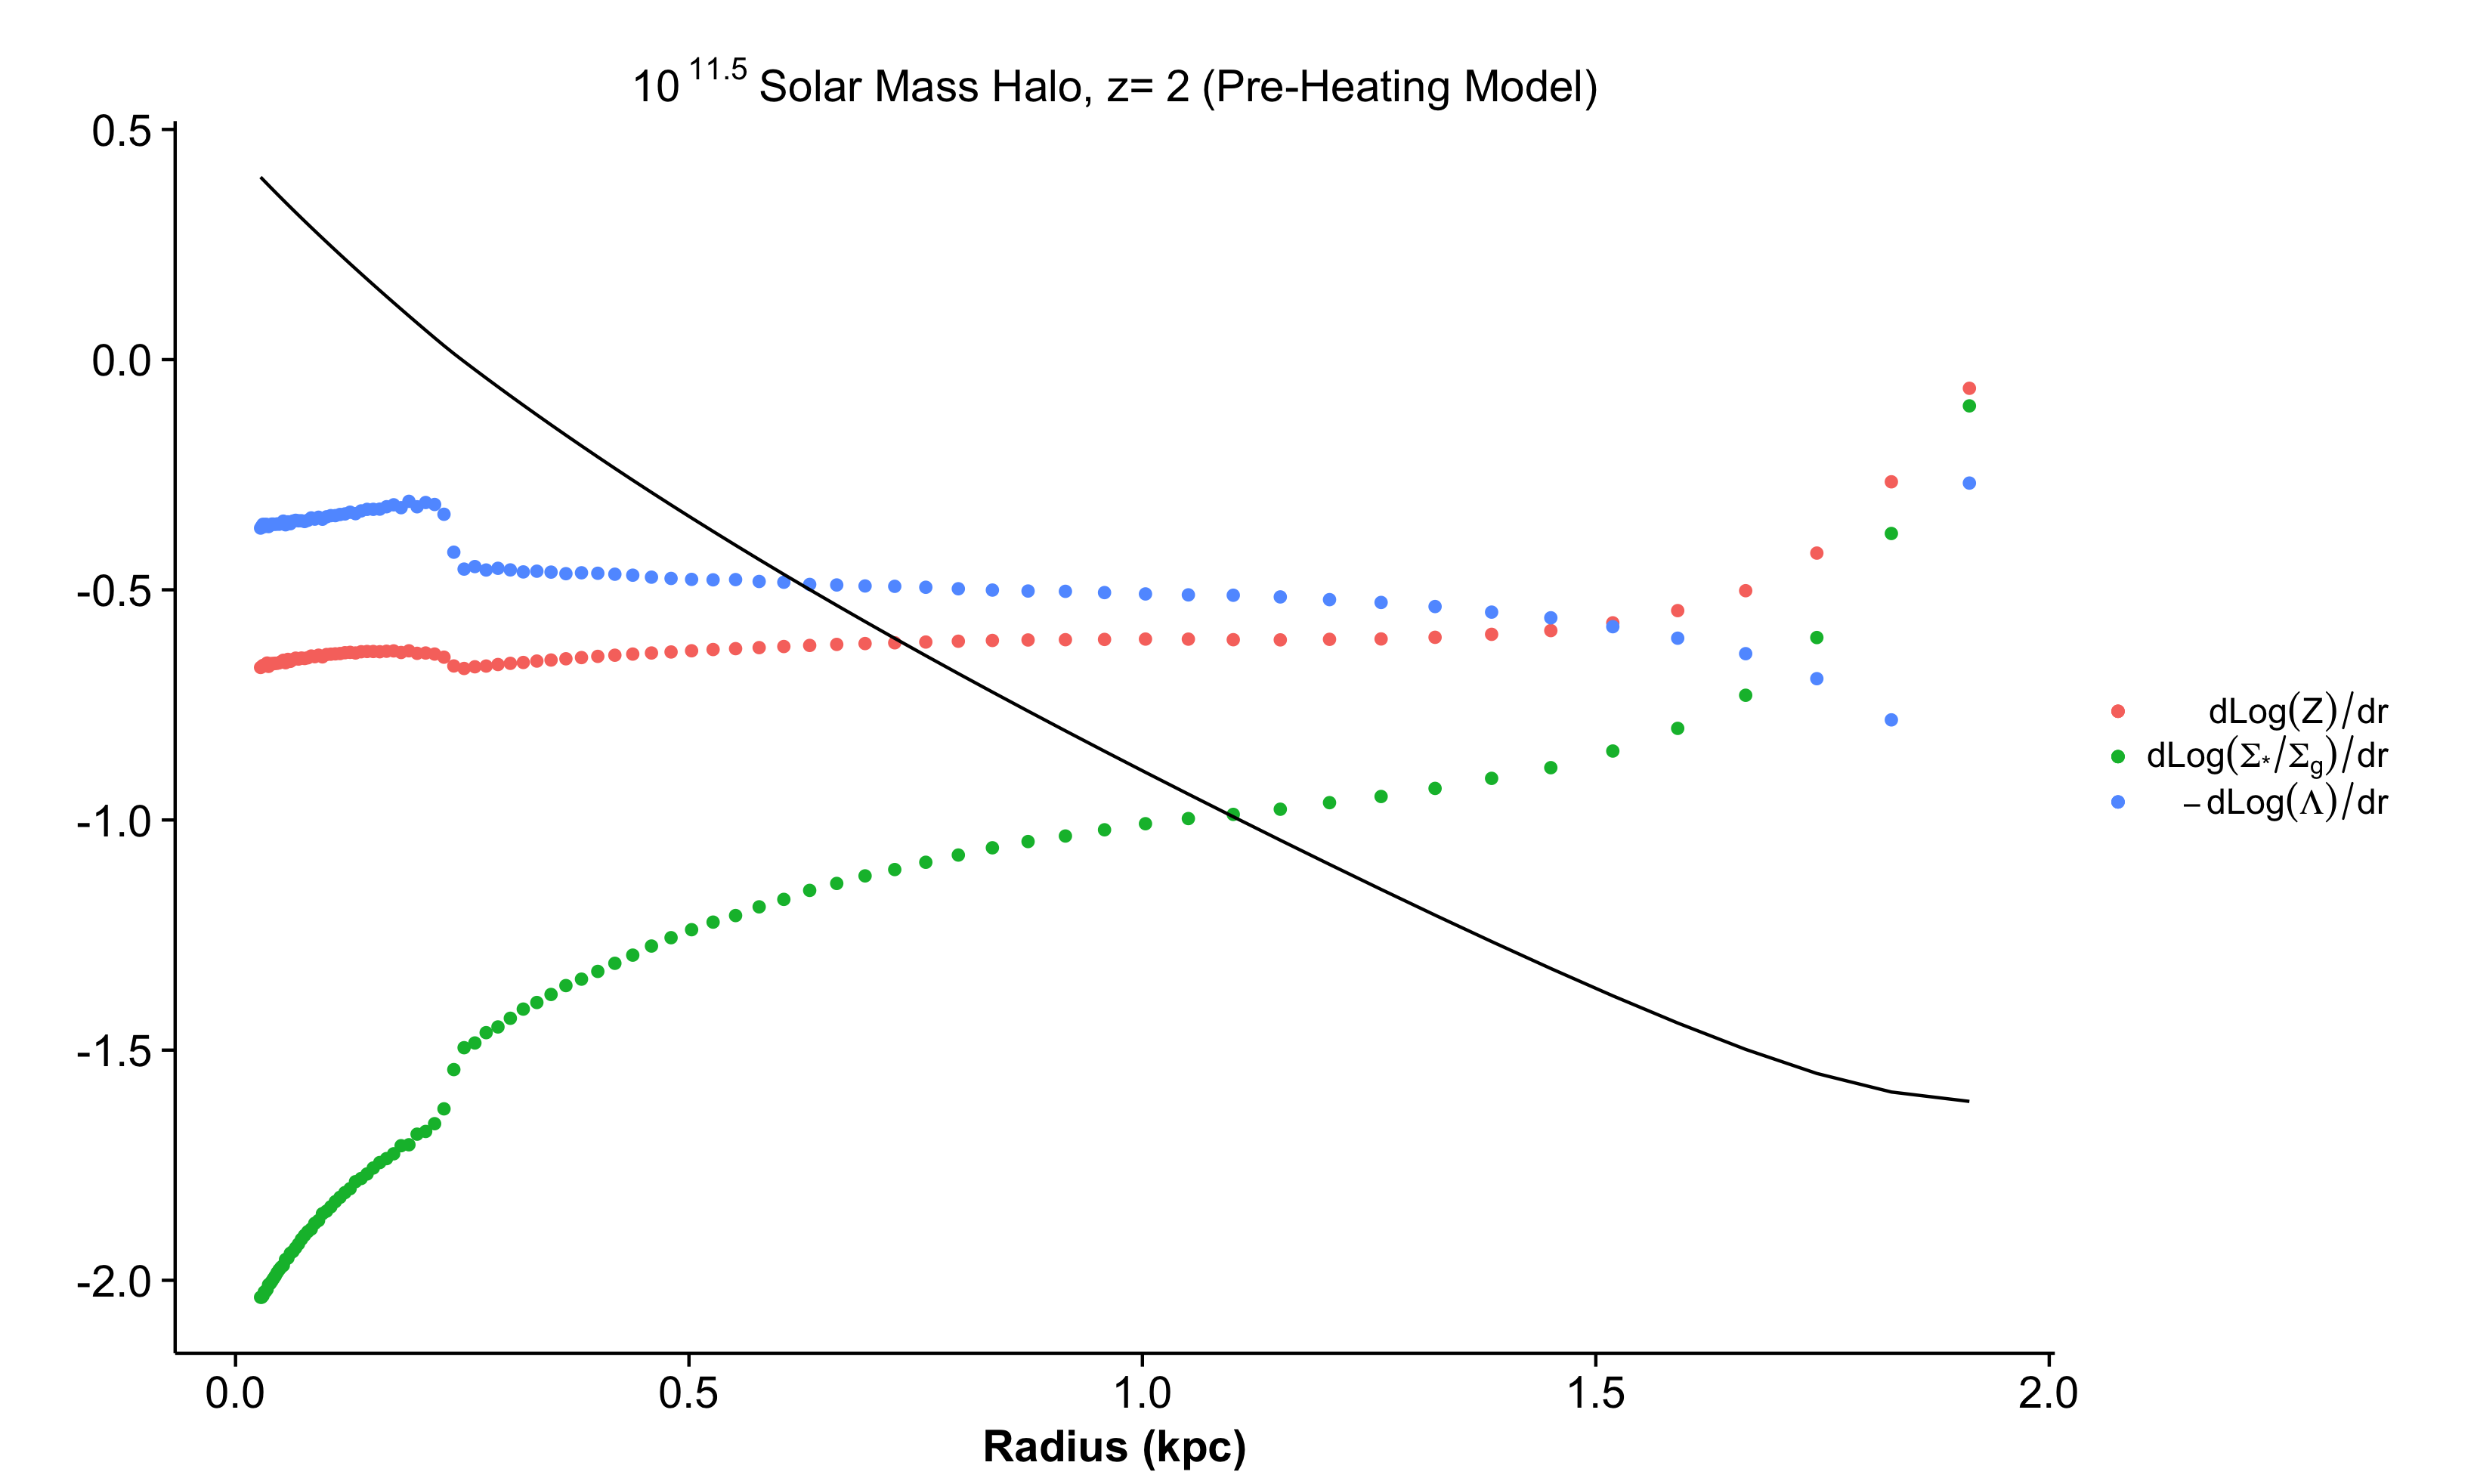 10 11.5 Solar Mass Halo, z= 2 (Pre-Heating Model)
0.5
0.0
-0.5
-1.0
-1.5
-2.0
0.0 0.5 1.0 1.5 2.0
Radius (kpc)
dLog(Z)/dr
dLog(Σ*/Σg)/dr
– dLog(Λ)/dr